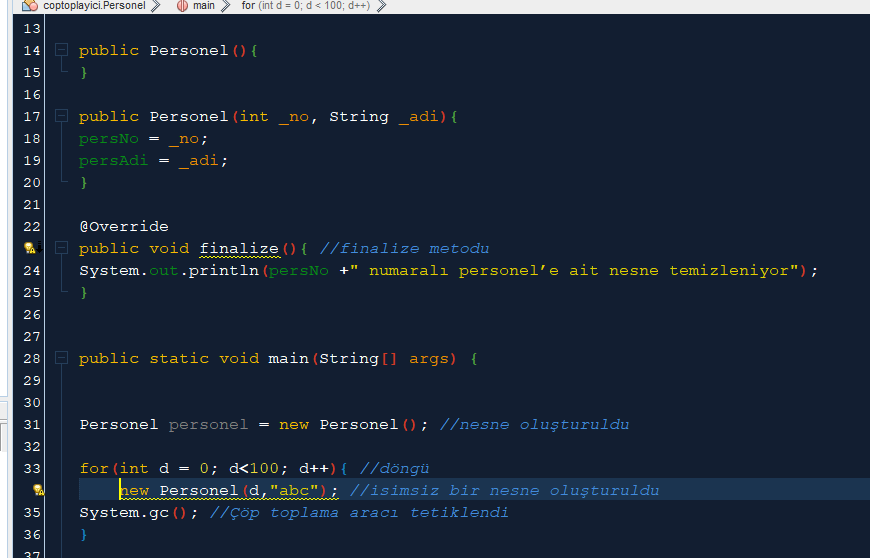 coptoplayici.Personel main for (int d = 0; d < 100; d++)
13
14 public Personel(){
15 }
16
17 public Personel(int _no, String _adi){
18 persNo = _no;
19 persAdi = _adi;
20 }
21
22 @Override
public void finalize(){ //finalize metodu
24 System.out.println(persNo +" numaralı personel’e ait nesne temizleniyor");
25 }
26
27
28 public static void main(String[] args) {
29
30
31 Personel personel = new Personel(); //nesne oluşturuldu
32
33 for(int d = 0; d<100; d++){ //döngü
new Personel(d,"abc"); //isimsiz bir nesne oluşturuldu
35 System.gc(); //Çöp toplama aracı tetiklendi
36 }
37